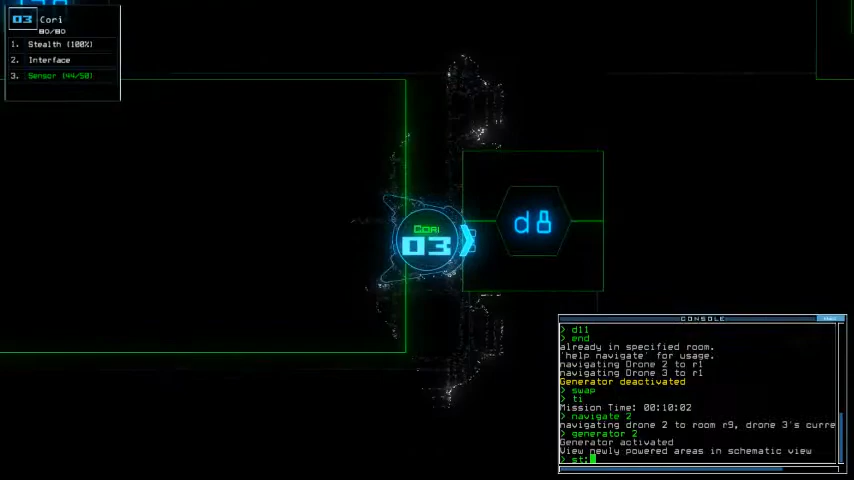 03 Cori
80/80
1. Stealth (100%)
2. Interface
3. Sensor (44/50)
Cori
03
d8
CONSOLE
> d11
> end
already in specified room.
'help navigate' for usage.
navigating Drone 2 to r1
navigating Drone 3 to r1
Generator deactivated
> swap
> ti
Mission Time: 00:10:02
> navigate 2
navigating drone 2 to room r9, drone 3's curre
> generator 2
Generator activated
View newly powered areas in schematic view
> st: